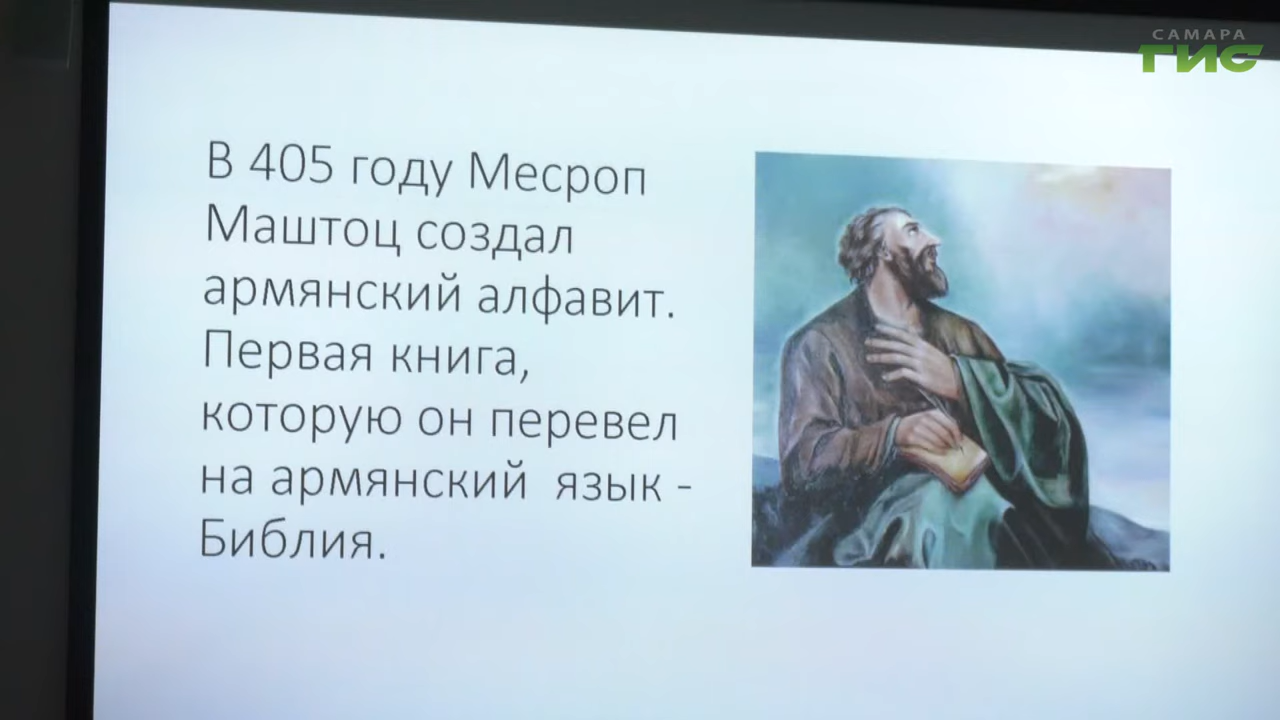 САМАРА
ГИС
В 405 году Месроп
Маштоц создал
армянский алфавит.
Первая книга,
которую он перевел
на армянский язык -
Библия.